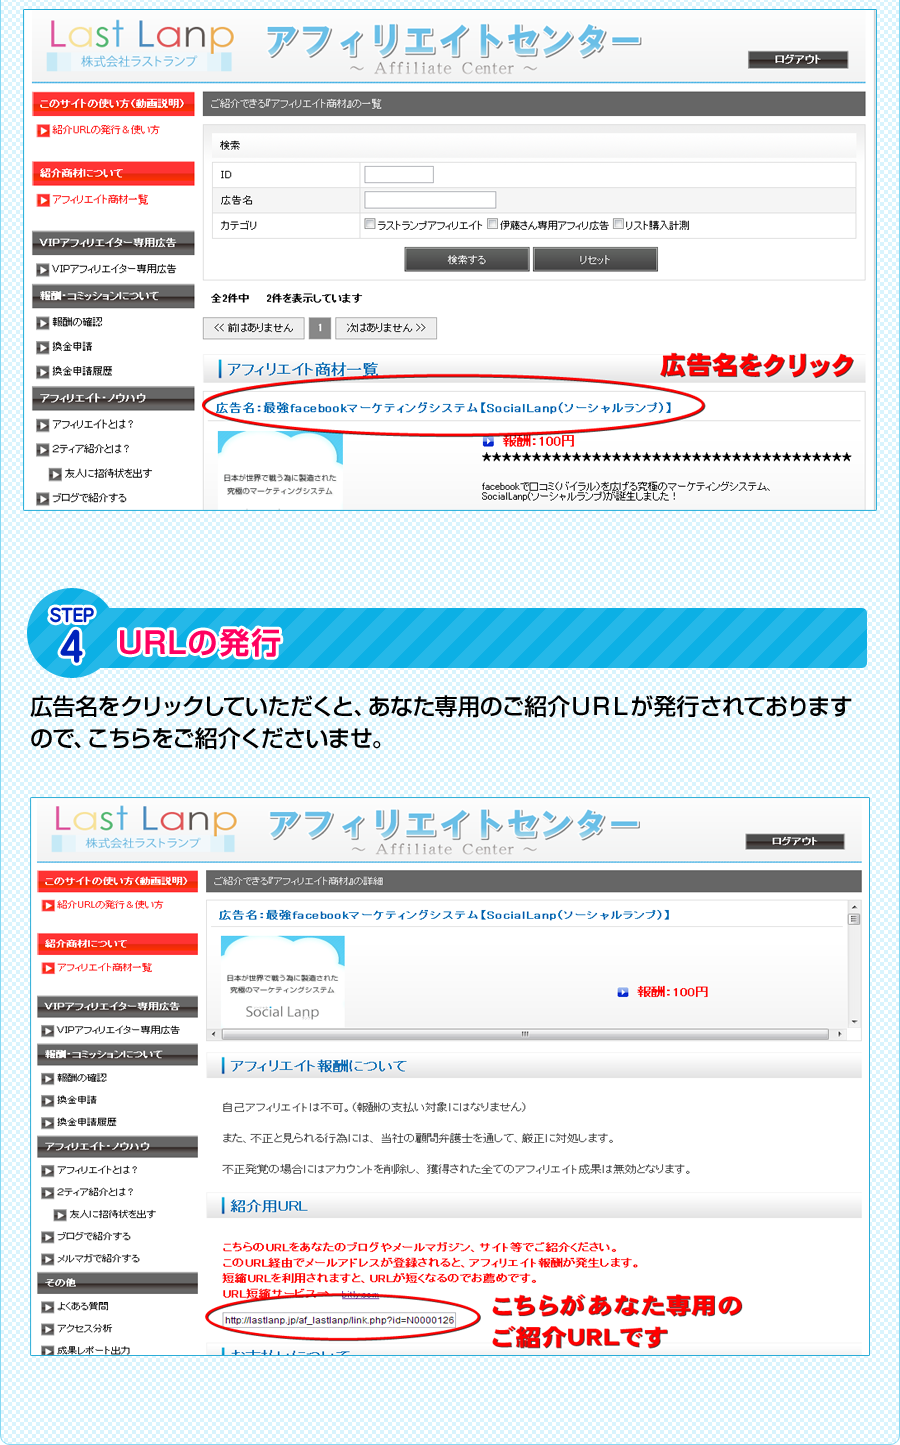 Last Lanp
株式会社ラストランプ
アフィリエイトセンター
～ Affiliate Center ～
ログアウト
このサイトの使い方（動画説明）
紹介URLの発行＆使い方
紹介商材について
アフィリエイト商材一覧
VIPアフィリエイター専用広告
VIPアフィリエイター専用広告
報酬・コミッションについて
報酬の確認
換金申請
換金申請履歴
アフィリエイト・ノウハウ
アフィリエイトとは？
2ティア紹介とは？
友人に招待状を出す
ブログで紹介する
ご紹介できる『アフィリエイト商材』の一覧
検索
ID
広告名
カテゴリ ラストランプアフィリエイト 伊藤さん専用アフィリ広告 リスト購入計測
検索する リセット
全2件中 2件を表示しています
<< 前はありません 1 次はありません >>
アフィリエイト商材一覧
広告名をクリック
広告名：最強facebookマーケティングシステム【SocialLanp(ソーシャルランプ)】
日本が世界で戦う為に製造された
究極のマーケティングシステム
報酬：100円
★★★★★★★★★★★★★★★★★★★★★★★★★★★★★★★★★★★★★
facebookで口コミ(バイラル)を広げる究極のマーケティングシステム、
SocialLanp(ソーシャルランプ)が誕生しました！
STEP
4
URLの発行
広告名をクリックしていただくと、あなた専用のご紹介ＵＲＬが発行されております
ので、こちらをご紹介くださいませ。
Last Lanp
株式会社ラストランプ
アフィリエイトセンター
～ Affiliate Center ～
ログアウト
このサイトの使い方（動画説明）
紹介URLの発行＆使い方
紹介商材について
アフィリエイト商材一覧
VIPアフィリエイター専用広告
VIPアフィリエイター専用広告
報酬・コミッションについて
報酬の確認
換金申請
換金申請履歴
アフィリエイト・ノウハウ
アフィリエイトとは？
2ティア紹介とは？
友人に招待状を出す
ブログで紹介する
メルマガで紹介する
その他
よくある質問
アクセス分析
成果レポート出力
ご紹介できる『アフィリエイト商材』の詳細
広告名：最強facebookマーケティングシステム【SocialLanp(ソーシャルランプ)】
日本が世界で戦う為に製造された
究極のマーケティングシステム
Social Lanp
報酬：100円
アフィリエイト報酬について
自己アフィリエイトは不可。（報酬の支払い対象にはなりません）
また、不正と見られる行為には、当社の顧問弁護士を通して、厳正に対処します。
不正発覚の場合にはアカウントを削除し、獲得された全てのアフィリエイト成果は無効となります。
紹介用URL
こちらのURLをあなたのブログやメールマガジン、サイト等でご紹介ください。
このURL経由でメールアドレスが登録されると、アフィリエイト報酬が発生します。
短縮URLを利用されますと、URLが短くなるのでお薦めです。
URL短縮サービス→ bitly.com
http://lastlanp.jp/af_lastlanp/link.php?id=N0000126
こちらがあなた専用の
ご紹介URLです
お支払いについて